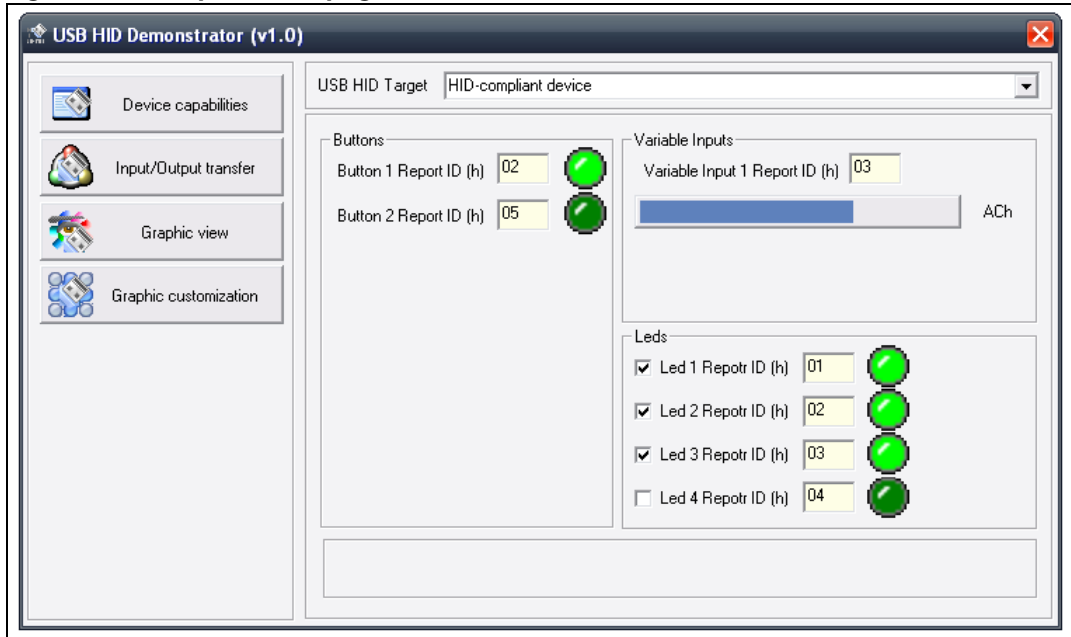 USB HID Demonstrator (v1.0)
Device capabilities
Input/Output transfer
Graphic view
Graphic customization
USB HID Target HID-compliant device
Buttons
Button 1 Report ID (h) 02
Button 2 Report ID (h) 05
Variable Inputs
Variable Input 1 Report ID (h) 03
ACh
Leds
Led 1 Repotr ID (h) 01
Led 2 Repotr ID (h) 02
Led 3 Repotr ID (h) 03
Led 4 Repotr ID (h) 04